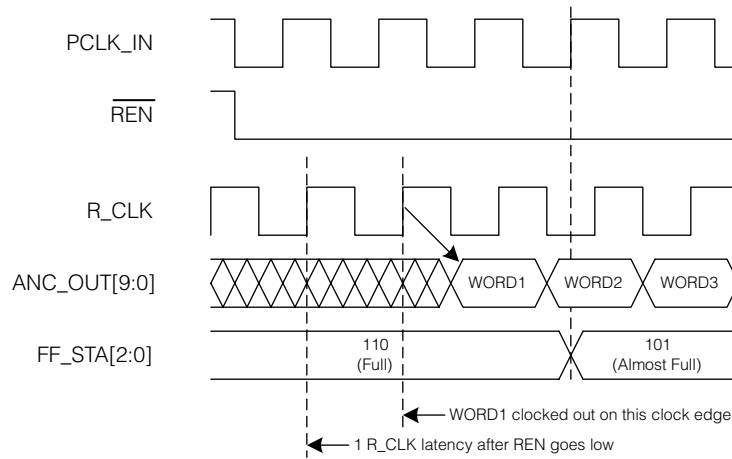 PCLK_IN
REN
R_CLK
ANC_OUT[9:0]
WORD1
WORD2
WORD3
FF_STA[2:0]
110
(Full)
101
(Almost Full)
WORD1 clocked out on this clock edge
1 R_CLK latency after REN goes low